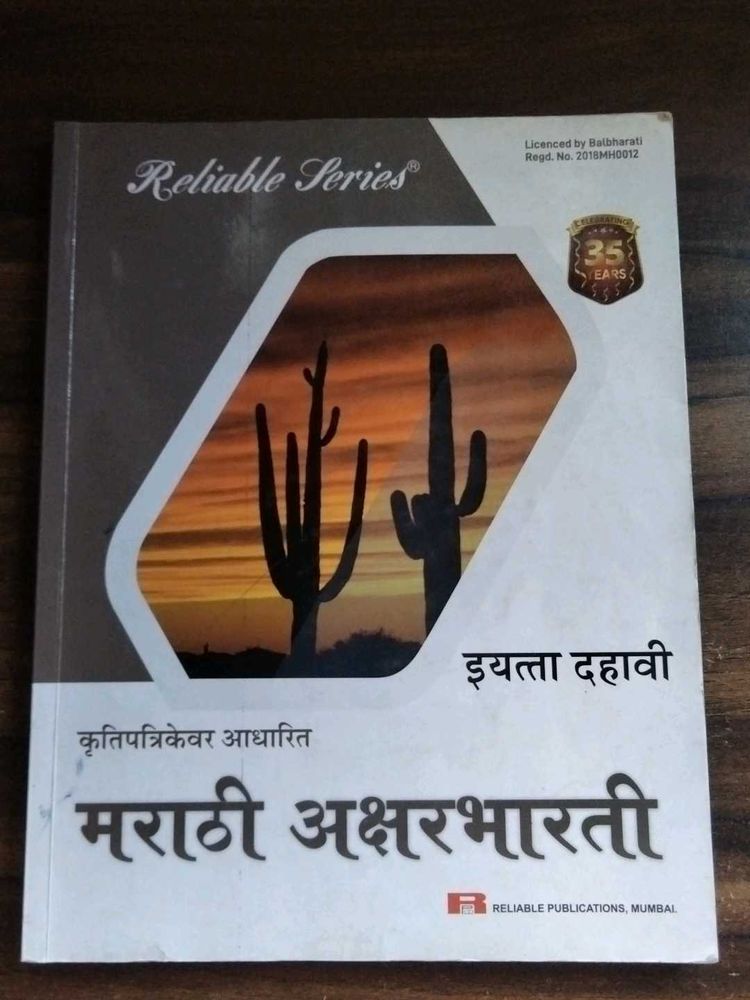 Reliable Series®
Licenced by Balbharati
Regd. No. 2018MH0012
CELEBRATING
35
YEARS
इयत्ता दहावी
कृतिपत्रिकेवर आधारित
मराठी अक्षरभारती
RELIABLE PUBLICATIONS, MUMBAI.